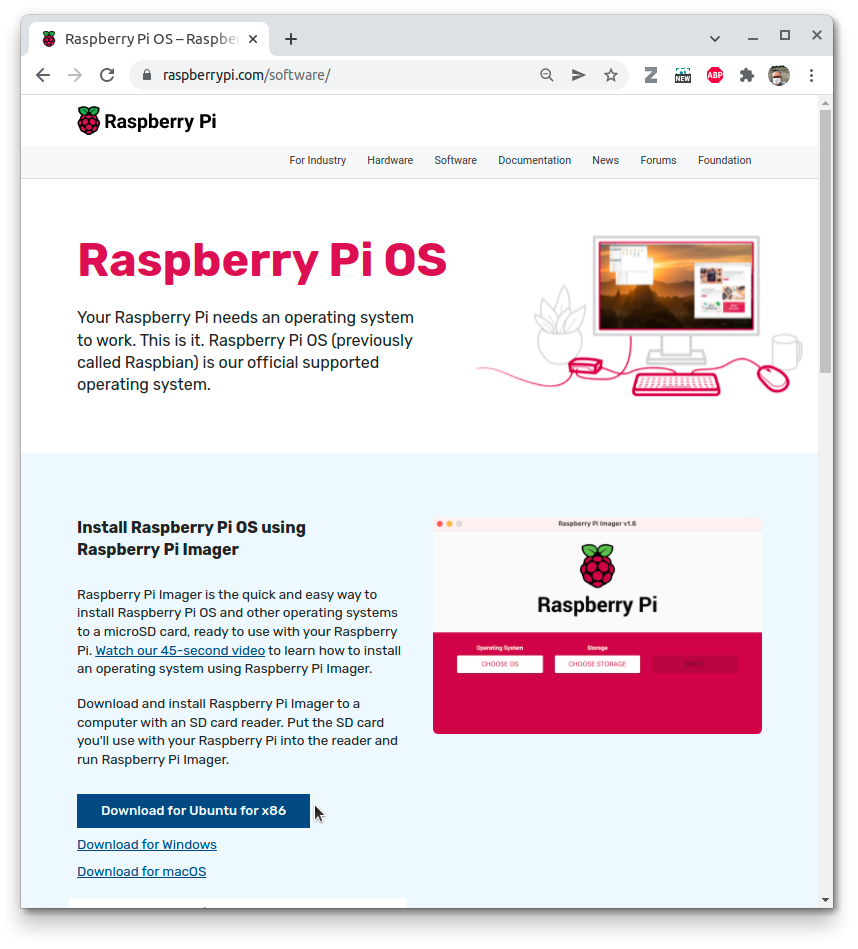 Raspberry Pi OS – Raspbe
raspberrypi.com/software/
NEW
ABP
Raspberry Pi
For Industry Hardware Software Documentation News Forums Foundation
Raspberry Pi OS
Your Raspberry Pi needs an operating system
to work. This is it. Raspberry Pi OS (previously
called Raspbian) is our official supported
operating system.
Install Raspberry Pi OS using
Raspberry Pi Imager
Raspberry Pi Imager is the quick and easy way to
install Raspberry Pi OS and other operating systems
to a microSD card, ready to use with your Raspberry
Pi. Watch our 45-second video to learn how to install
an operating system using Raspberry Pi Imager.
Download and install Raspberry Pi Imager to a
computer with an SD card reader. Put the SD card
you'll use with your Raspberry Pi into the reader and
run Raspberry Pi Imager.
Download for Ubuntu for x86
Download for Windows
Download for macOS
Raspberry Pi Imager v1.6
Raspberry Pi
Operating System Storage
CHOOSE OS CHOOSE STORAGE